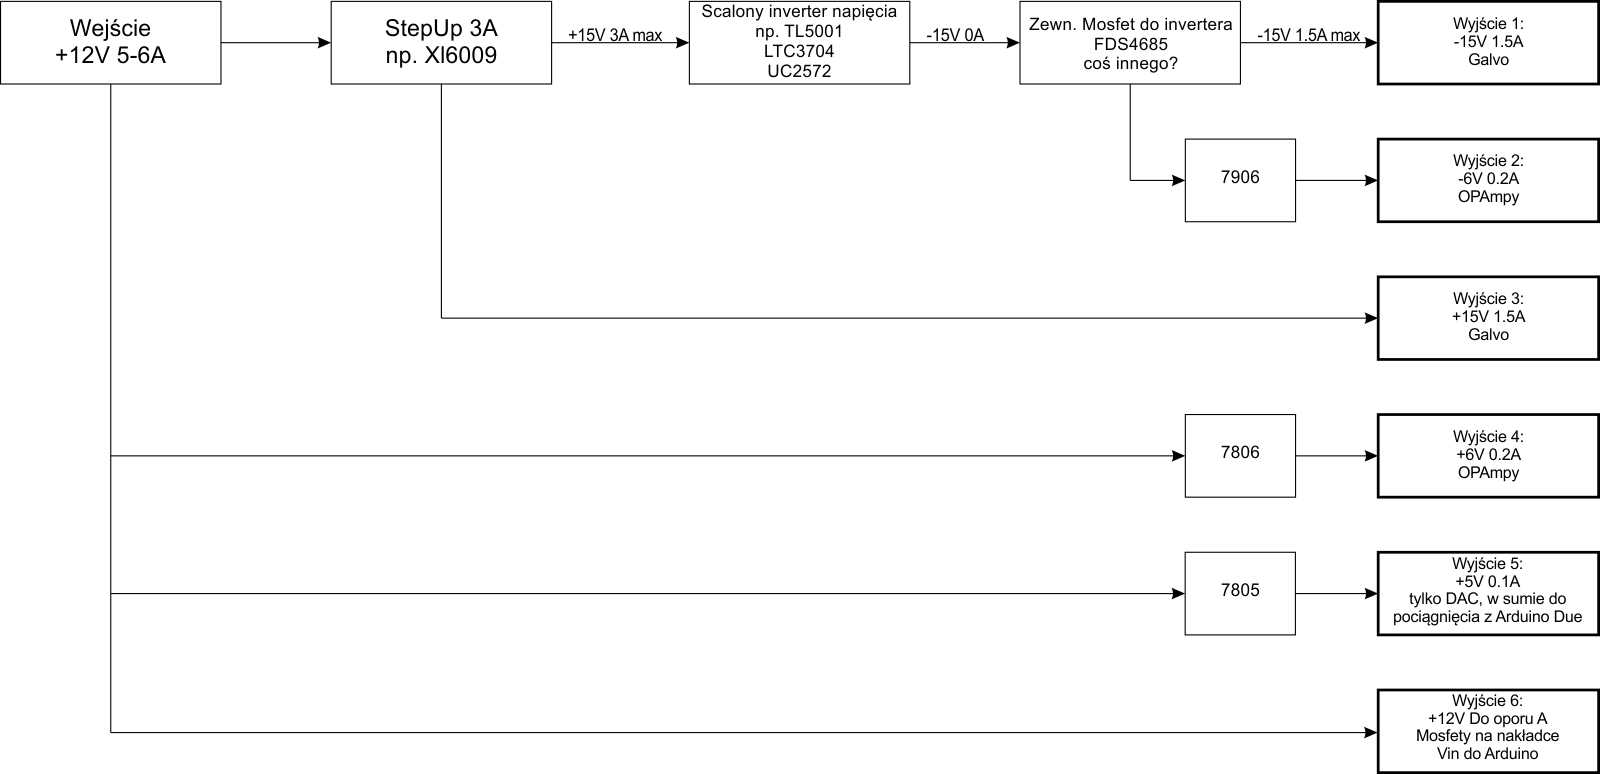 Wejście
+12V 5-6A
StepUp 3A
np. Xl6009
+15V 3A max
Scalony inverter napięcia
np. TL5001
LTC3704
UC2572
-15V 0A
Zewn. Mosfet do invertera
FDS4685
coś innego?
-15V 1.5A max
Wyjście 1:
-15V 1.5A
Galvo
7906
Wyjście 2:
-6V 0.2A
OPAmpy
Wyjście 3:
+15V 1.5A
Galvo
7806
Wyjście 4:
+6V 0.2A
OPAmpy
7805
Wyjście 5:
+5V 0.1A
tylko DAC, w sumie do
pociągnięcia z Arduino Due
Wyjście 6:
+12V Do oporu A
Mosfety na nakładce
Vin do Arduino